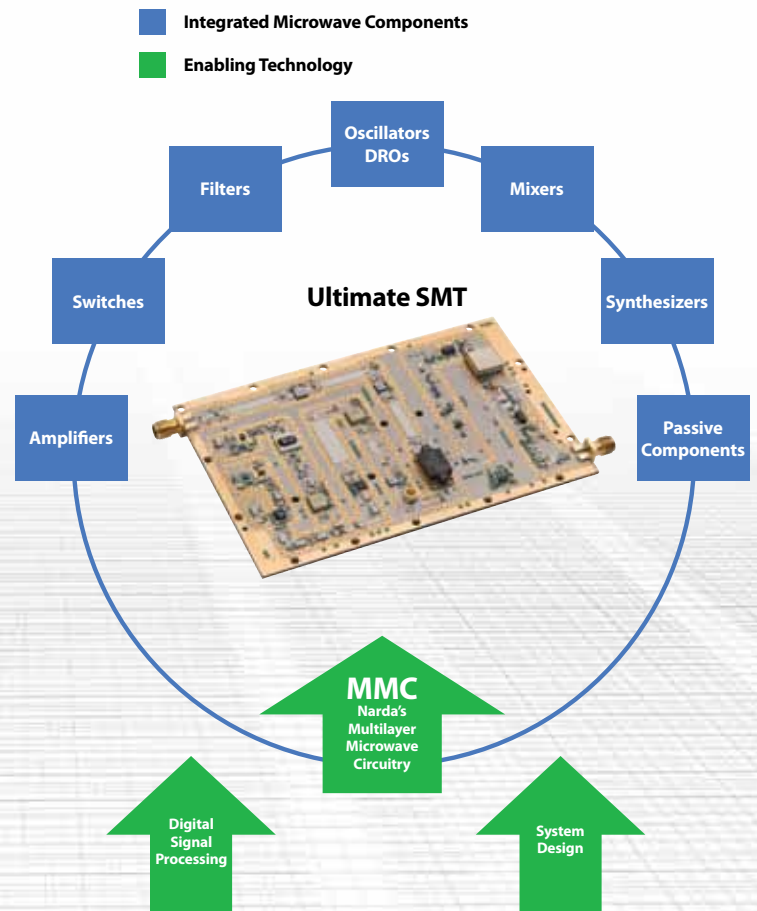 Integrated Microwave Components
Enabling Technology
Oscillators
DROs
Filters
Mixers
Switches
Ultimate SMT
Synthesizers
Amplifiers
Passive
Components
MMC
Narda's
Multilayer
Microwave
Circuitry
Digital
Signal
Processing
System
Design